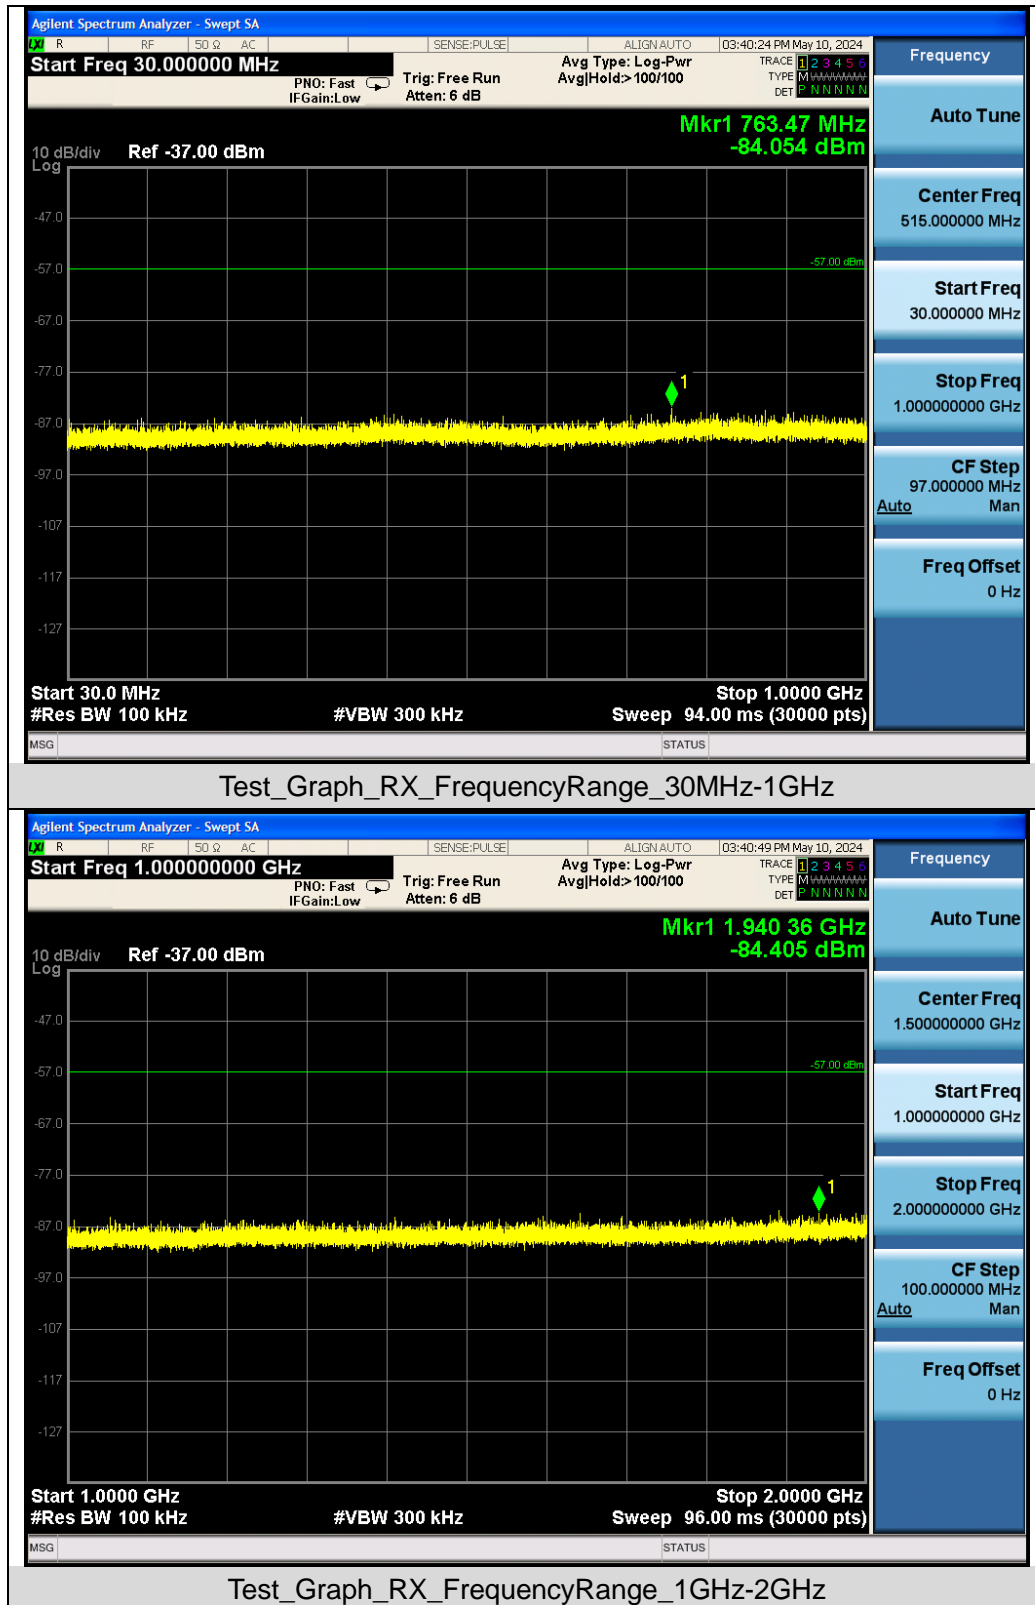 Agilent Spectrum Analyzer - Swept SA
LXI R RF 50 Ω AC SENSE:PULSE ALIGN AUTO 03:40:24 PM May 10, 2024
Start Freq 30.000000 MHz
PNO: Fast
IFGain:Low
Trig: Free Run
Atten: 6 dB
Avg Type: Log-Pwr
Avg|Hold:>100/100
TRACE 1 2 3 4 5 6
TYPE M WWWWW
DET P N N N N N
Mkr1 763.47 MHz
-84.054 dBm
10 dB/div Ref -37.00 dBm
Log
-47.0
-57.0
-57.00 dBm
-67.0
-77.0
1
-87.0
-97.0
-107
-117
-127
Start 30.0 MHz Stop 1.0000 GHz
#Res BW 100 kHz #VBW 300 kHz Sweep 94.00 ms (30000 pts)
MSG STATUS
Frequency
Auto Tune
Center Freq
515.000000 MHz
Start Freq
30.000000 MHz
Stop Freq
1.000000000 GHz
CF Step
97.000000 MHz
Auto Man
Freq Offset
0 Hz
Test_Graph_RX_FrequencyRange_30MHz-1GHz
Agilent Spectrum Analyzer - Swept SA
LXI R RF 50 Ω AC SENSE:PULSE ALIGN AUTO 03:40:49 PM May 10, 2024
Start Freq 1.000000000 GHz
PNO: Fast
IFGain:Low
Trig: Free Run
Atten: 6 dB
Avg Type: Log-Pwr
Avg|Hold:>100/100
TRACE 1 2 3 4 5 6
TYPE M WWWWW
DET P N N N N N
Mkr1 1.940 36 GHz
-84.405 dBm
10 dB/div Ref -37.00 dBm
Log
-47.0
-57.0
-57.00 dBm
-67.0
-77.0
1
-87.0
-97.0
-107
-117
-127
Start 1.0000 GHz Stop 2.0000 GHz
#Res BW 100 kHz #VBW 300 kHz Sweep 96.00 ms (30000 pts)
MSG STATUS
Frequency
Auto Tune
Center Freq
1.500000000 GHz
Start Freq
1.000000000 GHz
Stop Freq
2.000000000 GHz
CF Step
100.000000 MHz
Auto Man
Freq Offset
0 Hz
Test_Graph_RX_FrequencyRange_1GHz-2GHz